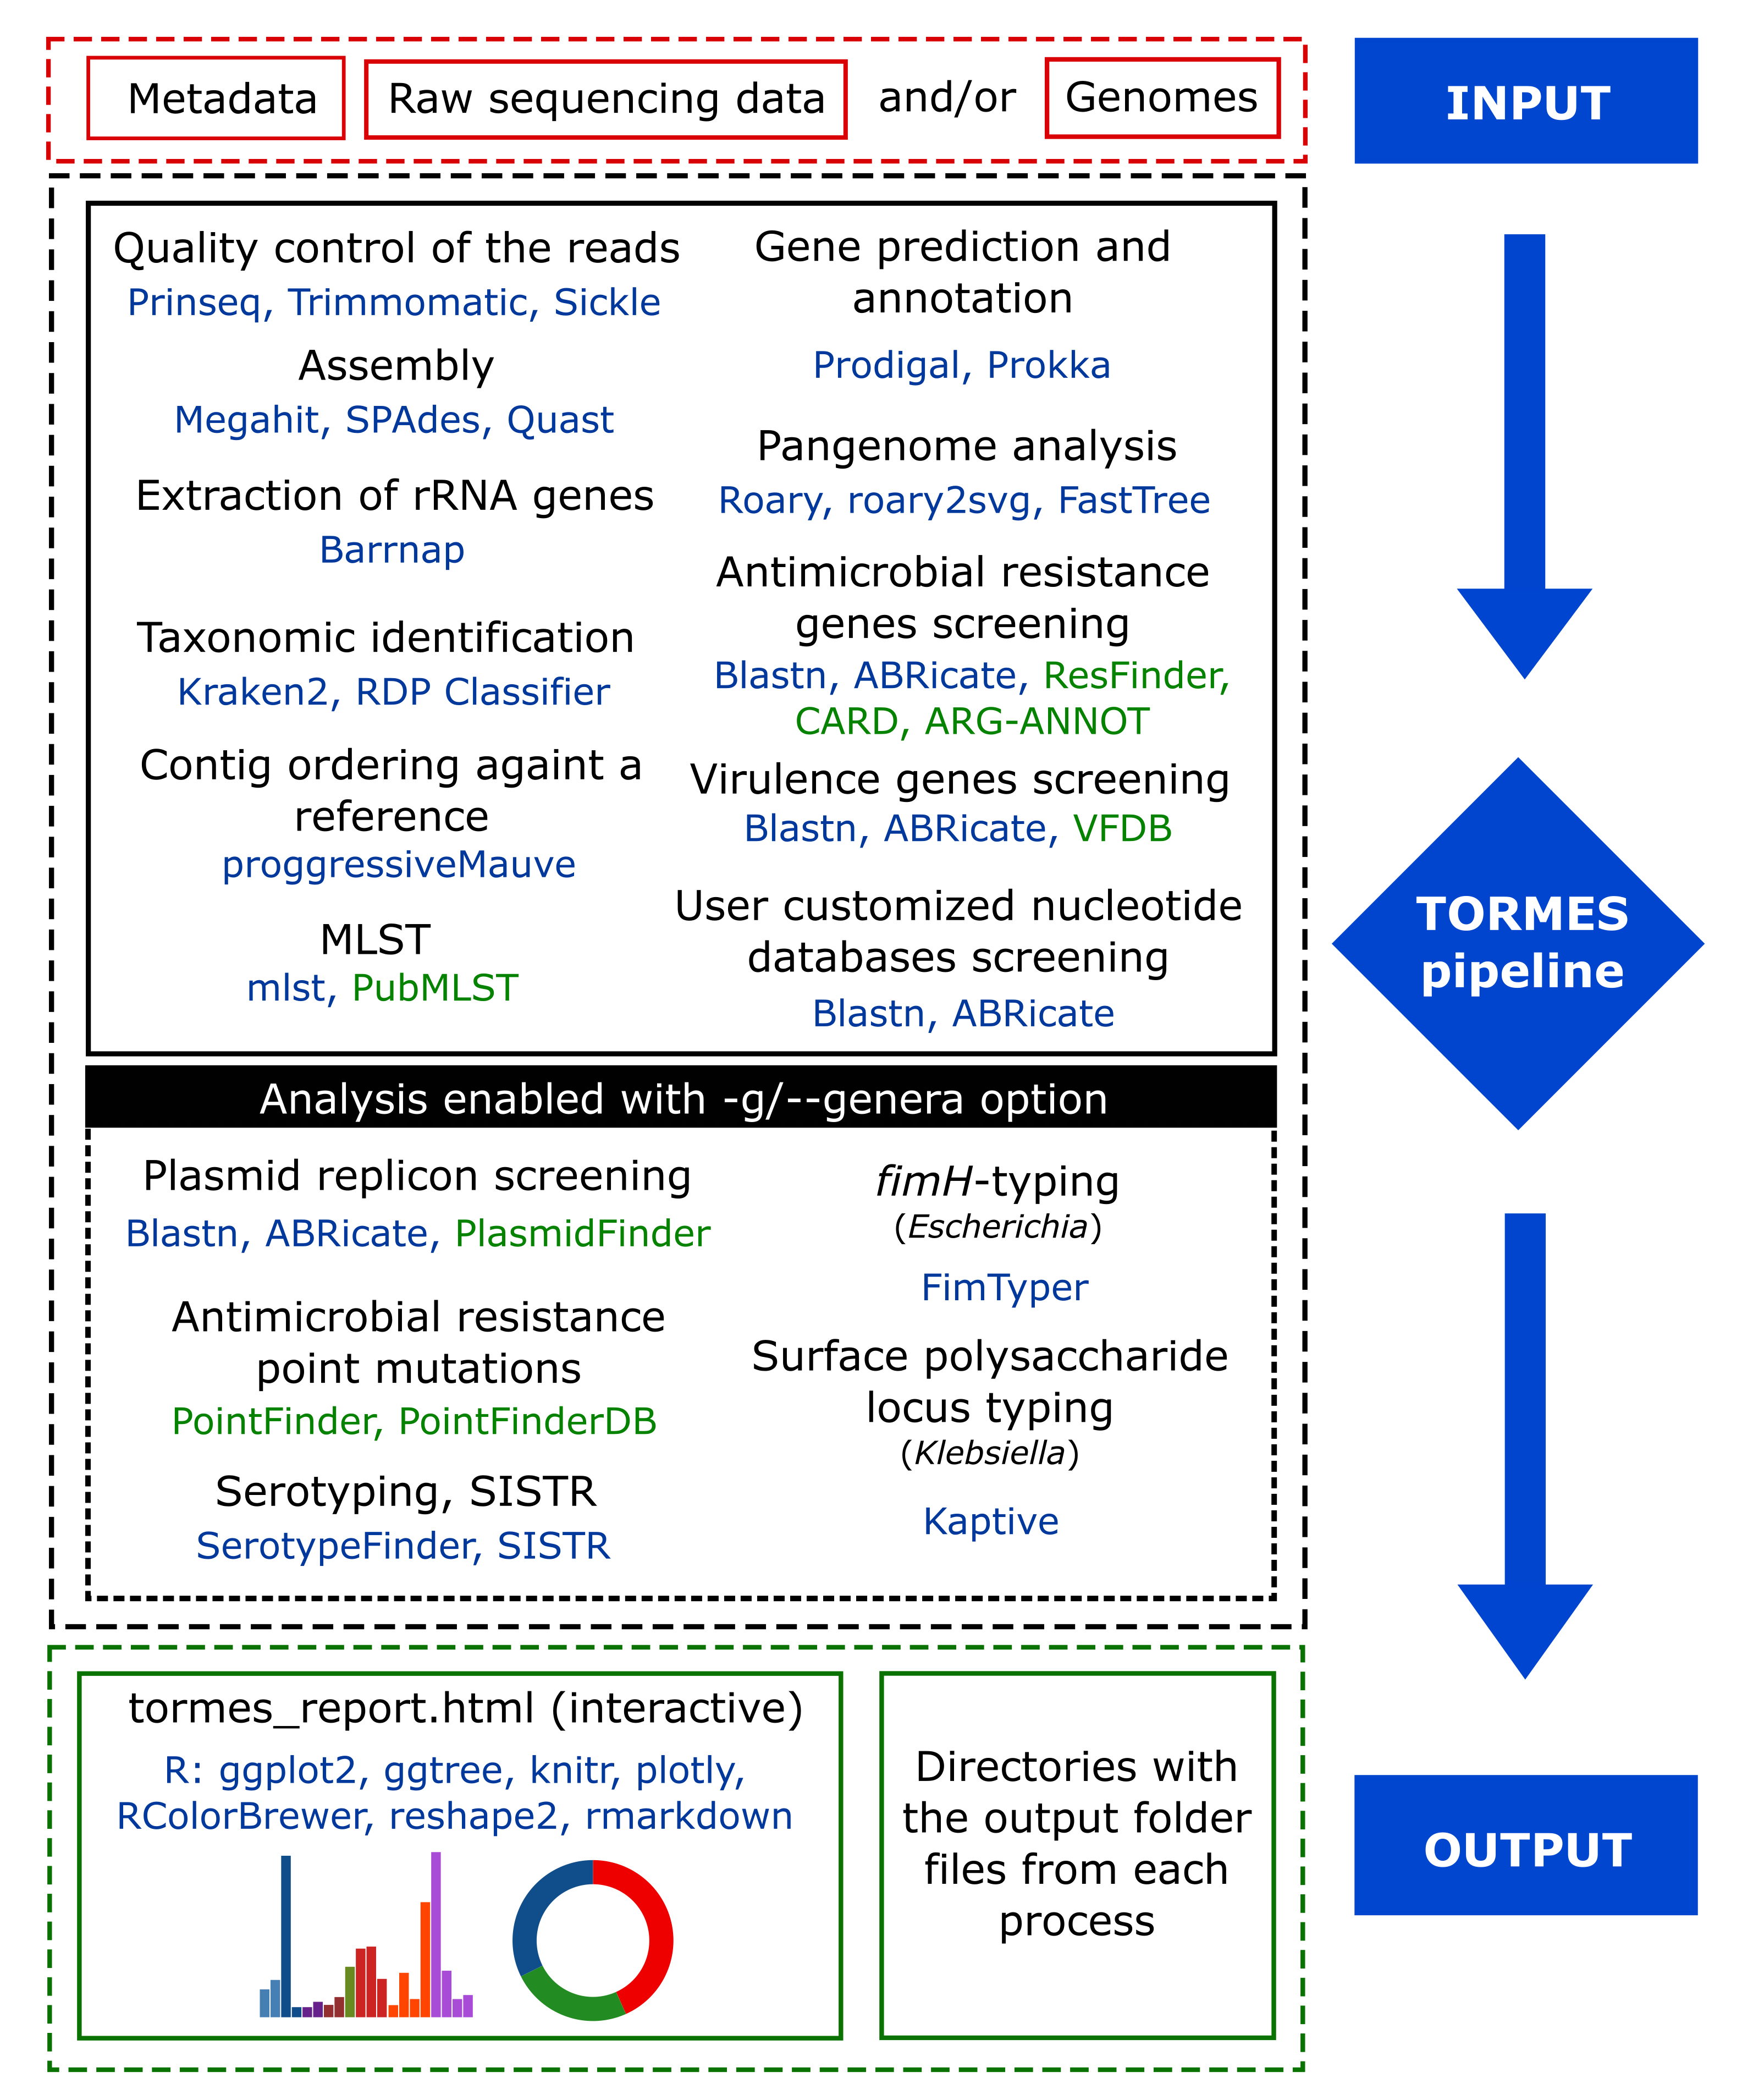 Metadata
Raw sequencing data
and/or
Genomes
INPUT
Quality control of the reads
Prinseq, Trimmomatic, Sickle
Assembly
Megahit, SPAdes, Quast
Extraction of rRNA genes
Barrnap
Taxonomic identification
Kraken2, RDP Classifier
Contig ordering againt a
reference
proggressiveMauve
MLST
mlst, PubMLST
Gene prediction and
annotation
Prodigal, Prokka
Pangenome analysis
Roary, roary2svg, FastTree
Antimicrobial resistance
genes screening
Blastn, ABRicate, ResFinder,
CARD, ARG-ANNOT
Virulence genes screening
Blastn, ABRicate, VFDB
User customized nucleotide
databases screening
Blastn, ABRicate
TORMES
pipeline
Analysis enabled with -g/--genera option
Plasmid replicon screening
Blastn, ABRicate, PlasmidFinder
Antimicrobial resistance
point mutations
PointFinder, PointFinderDB
Serotyping, SISTR
SerotypeFinder, SISTR
fimH-typing
(Escherichia)
FimTyper
Surface polysaccharide
locus typing
(Klebsiella)
Kaptive
tormes_report.html (interactive)
R: ggplot2, ggtree, knitr, plotly,
RColorBrewer, reshape2, rmarkdown
Directories with
the output folder
files from each
process
OUTPUT